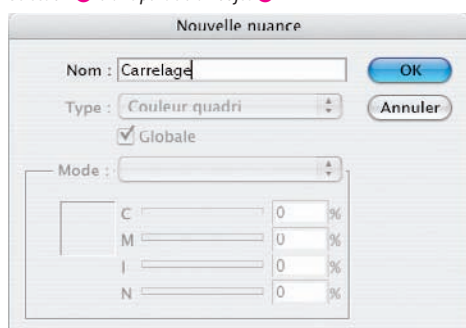 Nouvelle nuance
Nom : Carrelage
OK
Type : Couleur quadri
Annuler
Globale
Mode :
C 0 %
M 0 %
I 0 %
N 0 %